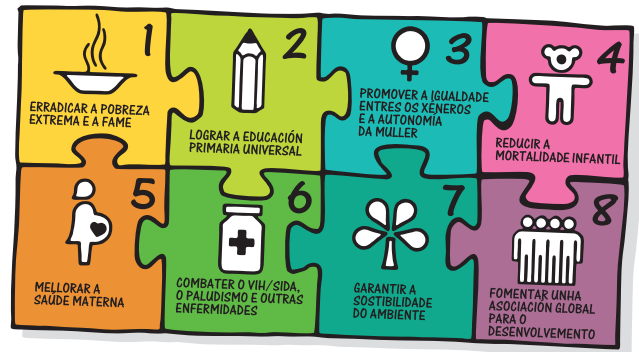 1
ERRADICAR A POBREZA
EXTREMA E A FAME
2
LOGRAR A EDUCACIÓN
PRIMARIA UNIVERSAL
3
PROMOVER A IGUALDADE
ENTRES OS XÉNEROS
E A AUTONOMÍA
DA MULLER
4
REDUCIR A
MORTALIDADE INFANTIL
5
MELLORAR A
SAÚDE MATERNA
6
COMBATER O VIH/SIDA,
O PALUDISMO E OUTRAS
ENFERMIDADES
7
GARANTIR A
SOSTIBILIDADE
DO AMBIENTE
8
FOMENTAR UNHA
ASOCIACIÓN GLOBAL
PARA O
DESENVOLVEMENTO